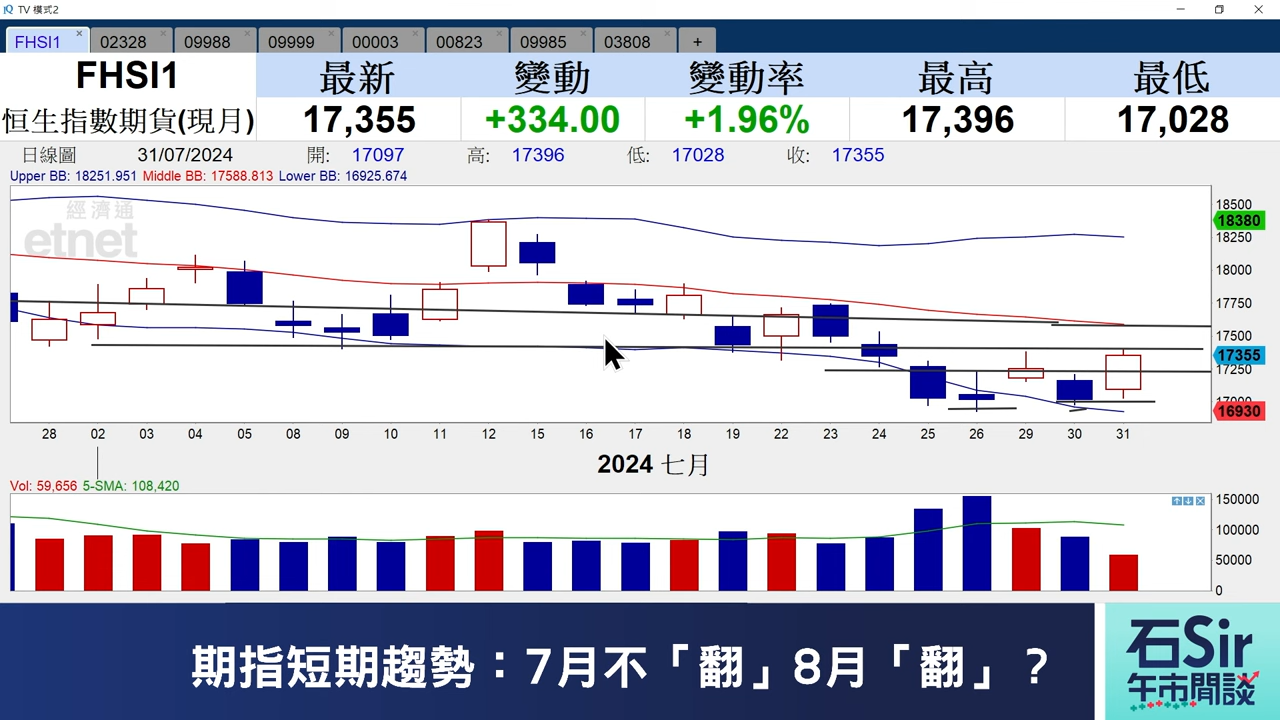 TV 模式2
FHSI1 02328 09988 09999 00003 00823 09985 03808 +
FHSI1 最新 變動 變動率 最高 最低
恒生指數期貨(現月) 17,355 +334.00 +1.96% 17,396 17,028
日線圖 31/07/2024 開: 17097 高: 17396 低: 17028 收: 17355
Upper BB: 18251.951 Middle BB: 17588.813 Lower BB: 16925.674
經濟通
etnet
18500
18380
18250
18000
17750
17500
17355
17250
17000
16930
28 02 03 04 05 08 09 10 11 12 15 16 17 18 19 22 23 24 25 26 29 30 31
2024 七月
Vol: 59,656 5-SMA: 108,420
150000
100000
50000
0
期指短期趨勢：7月不「翻」8月「翻」？
石Sir
午市閒談